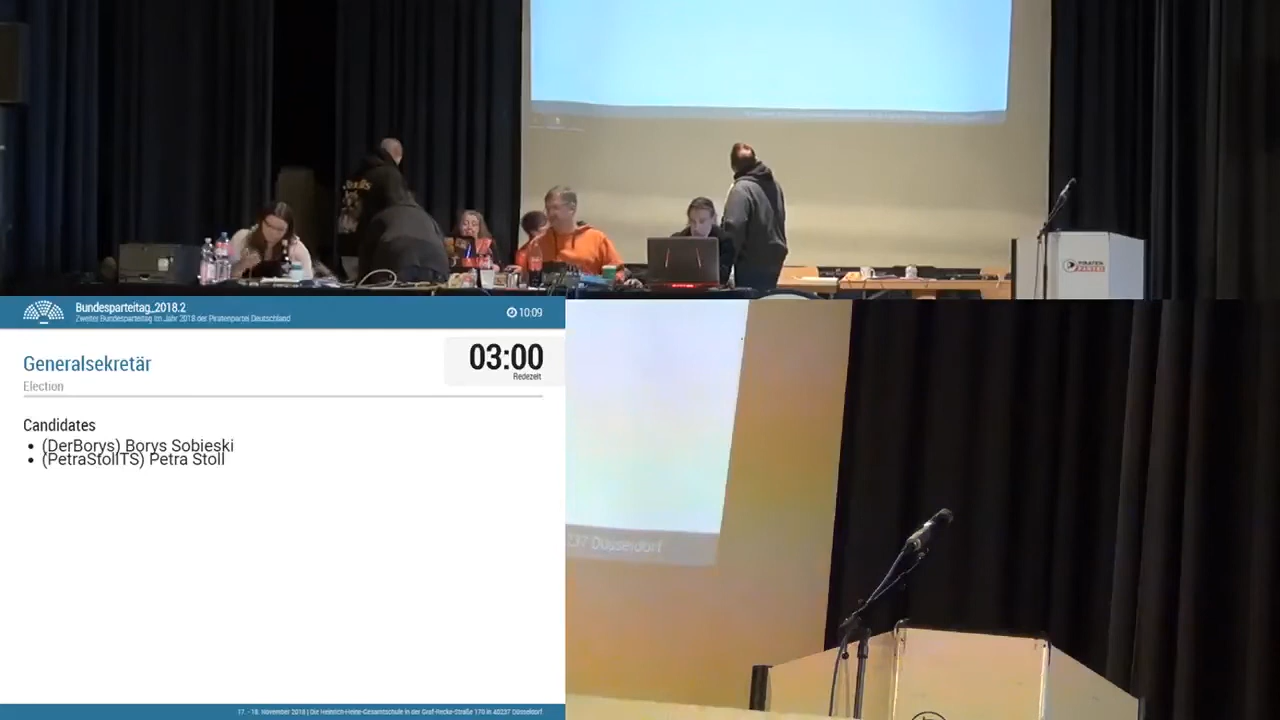 PIRATEN
PARTEI
Bundesparteitag_2018.2
Zweiter Bundesparteitag im Jahr 2018 der Piratenpartei Deutschland
10:09
Generalsekretär
Election
03:00
Redezeit
Candidates
• (DerBorys) Borys Sobieski
• (PetraStollTS) Petra Stoll
237 Düsseldorf
17. - 18. November 2018 | Die Heinrich-Heine-Gesamtschule in der Graf-Recke-Straße 170 in 40237 Düsseldorf